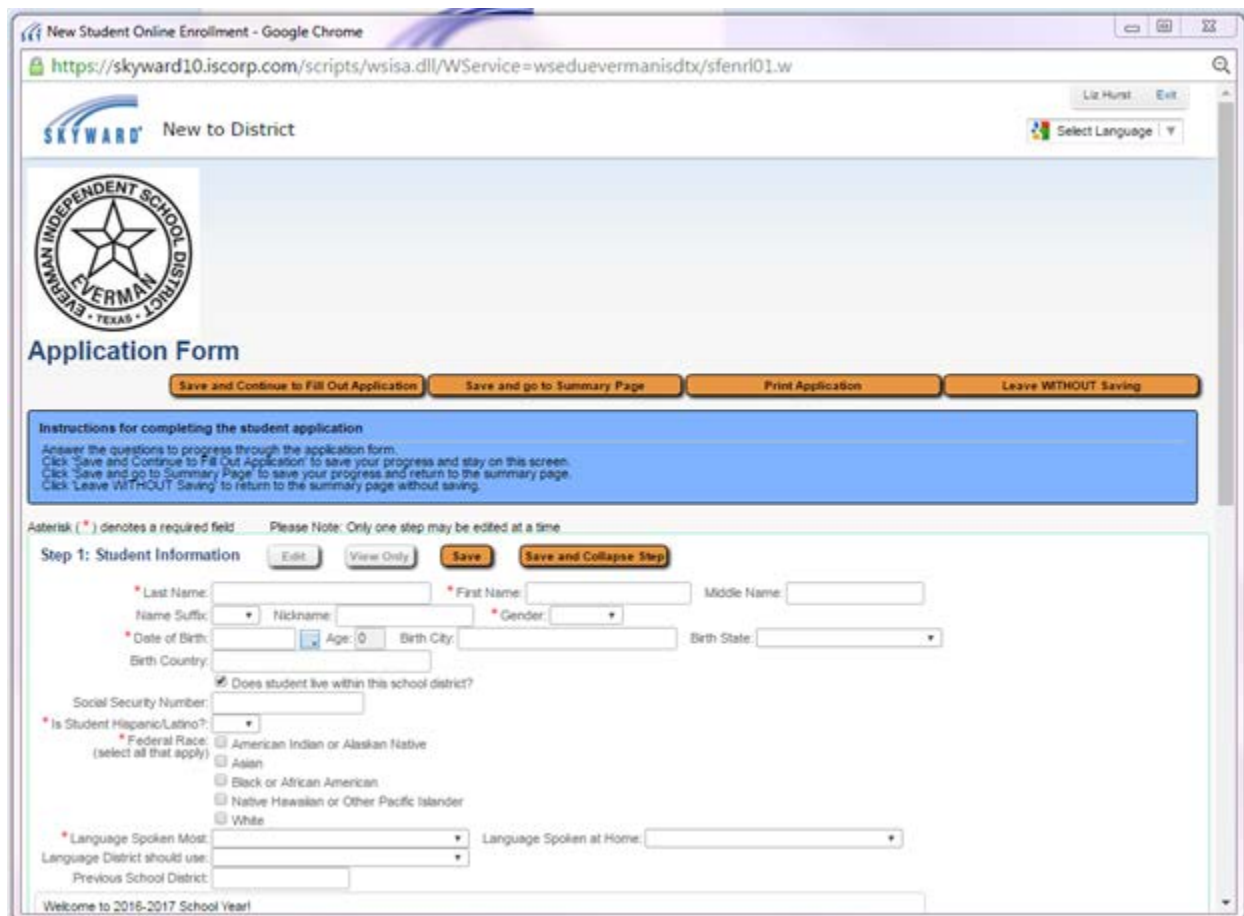 New Student Online Enrollment - Google Chrome
https://skyward10.iscorp.com/scripts/wsisa.dll/WService=wseduevermanisdtx/sfenrl01.w
Liz Hurst Exit
SKYWARD New to District
Select Language
EVERMAN INDEPENDENT SCHOOL DISTRICT
EVERMAN
TEXAS
Application Form
Save and Continue to Fill Out Application Save and go to Summary Page Print Application Leave WITHOUT Saving
Instructions for completing the student application
Answer the questions to progress through the application form.
Click 'Save and Continue to Fill Out Application' to save your progress and stay on this screen.
Click 'Save and go to Summary Page' to save your progress and return to the summary page.
Click 'Leave WITHOUT Saving' to return to the summary page without saving.
Asterisk (*) denotes a required field Please Note: Only one step may be edited at a time
Step 1: Student Information Edit View Only Save Save and Collapse Step
*Last Name: *First Name: Middle Name:
Name Suffix: Nickname: *Gender:
*Date of Birth: Age: 0 Birth City: Birth State:
Birth Country:
Does student live within this school district?
Social Security Number:
*Is Student Hispanic/Latino?:
*Federal Race: American Indian or Alaskan Native
(select all that apply)
Asian
Black or African American
Native Hawaiian or Other Pacific Islander
White
*Language Spoken Most: Language Spoken at Home:
Language District should use:
Previous School District:
Welcome to 2016-2017 School Year!